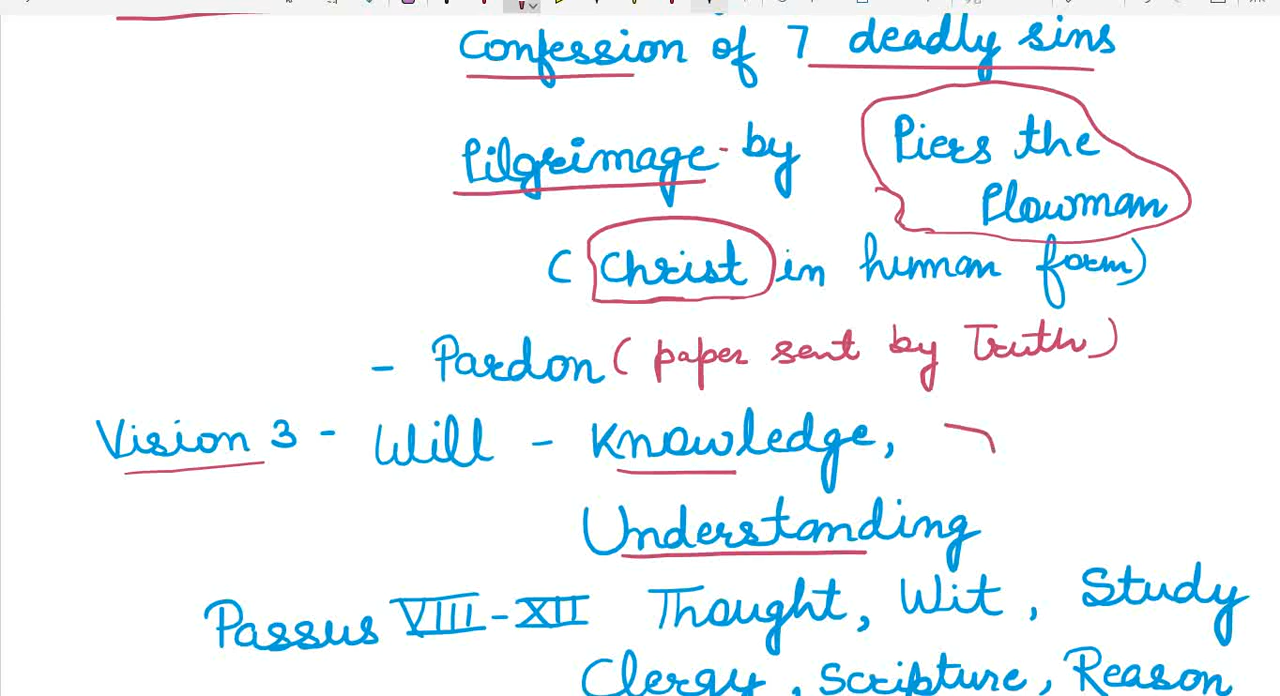 Confession of 7 deadly sins
Pilgrimage - by Piers the
Plowman
( Christ in human form)
- Pardon ( paper sent by Truth )
Vision 3 - Will - Knowledge,
Understanding
Passus VIII-XII Thought, Wit, Study
Clergy, Scripture, Reason